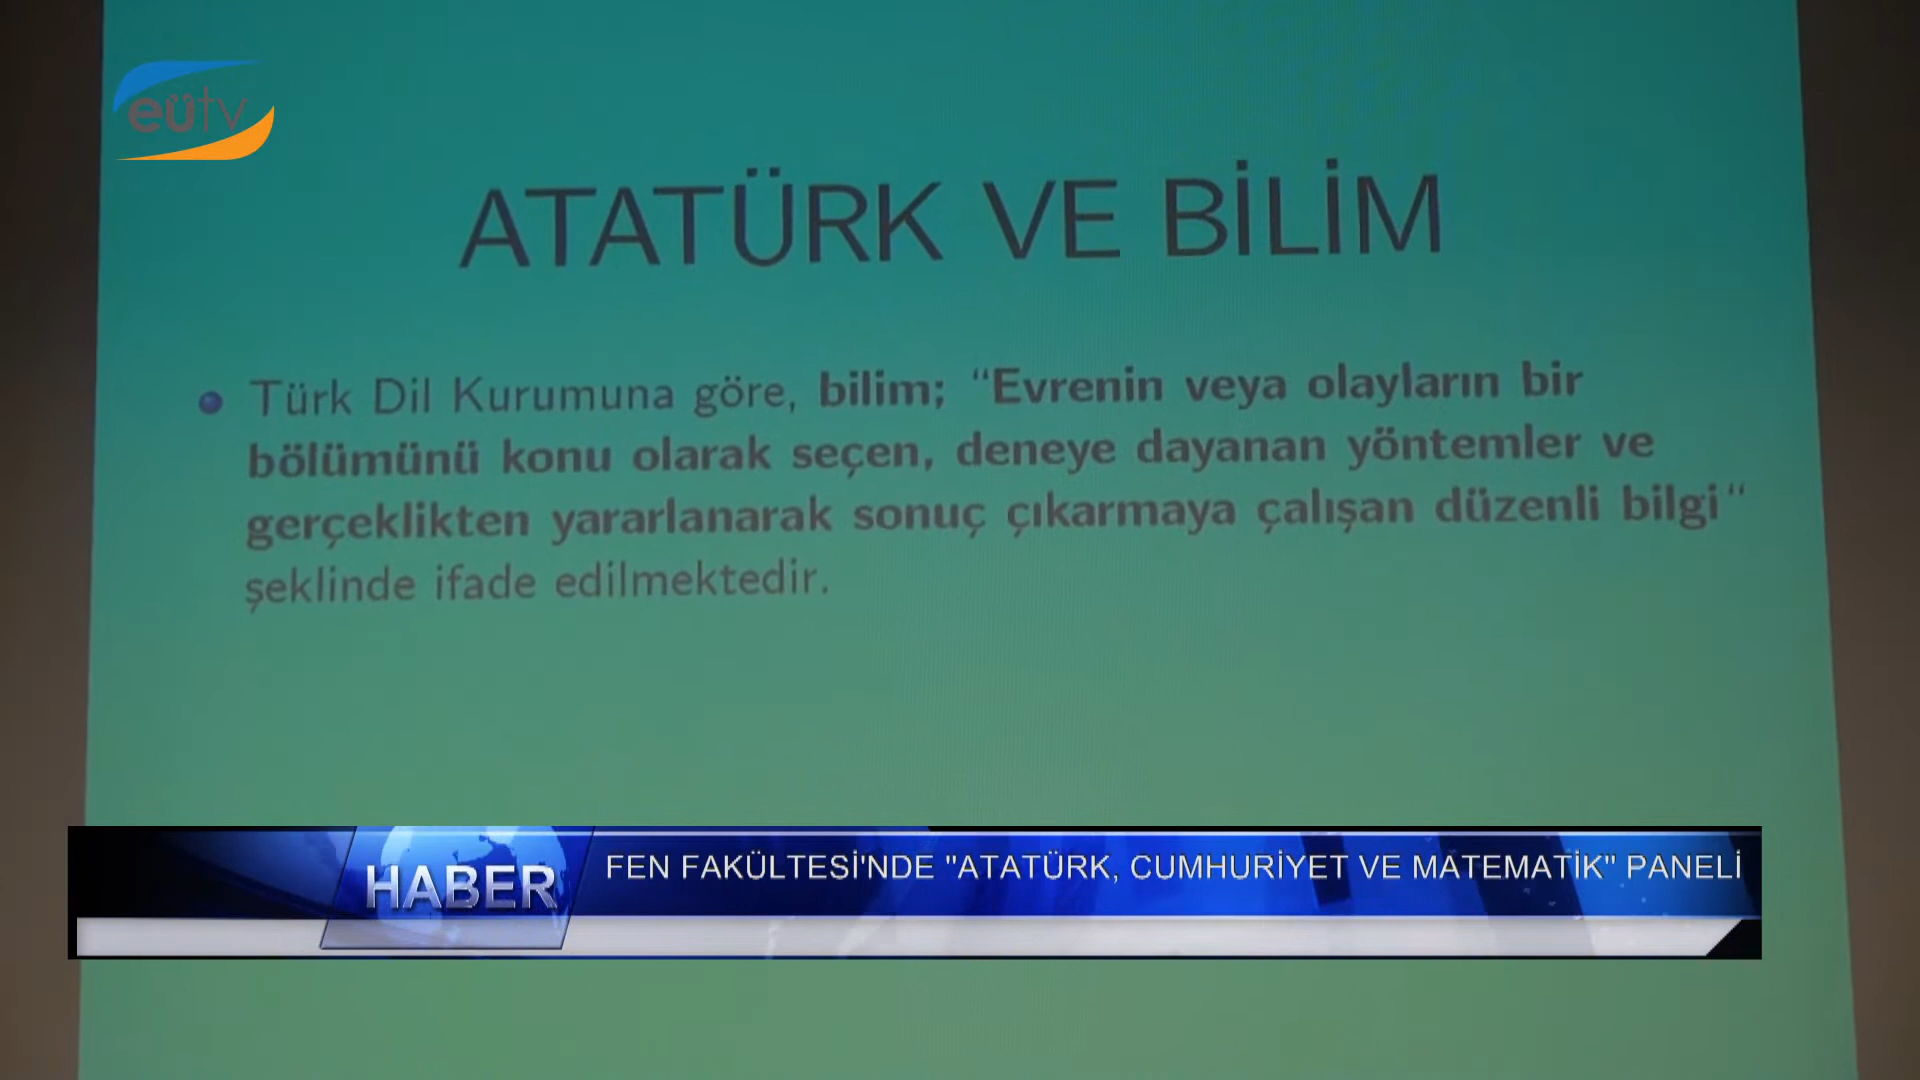 eütv
ATATÜRK VE BİLİM
Türk Dil Kurumuna göre, bilim; “Evrenin veya olayların bir
bölümünü konu olarak seçen, deneye dayanan yöntemler ve
gerçeklikten yararlanarak sonuç çıkarmaya çalışan düzenli bilgi“
şeklinde ifade edilmektedir.
HABER
FEN FAKÜLTESİ'NDE "ATATÜRK, CUMHURİYET VE MATEMATİK" PANELİ